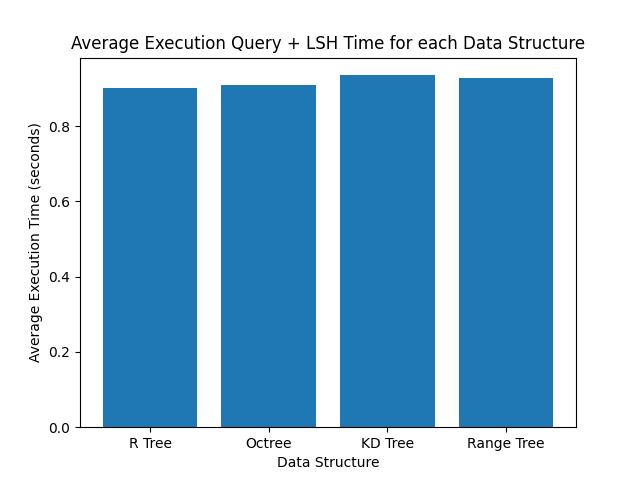 Average Execution Query + LSH Time for each Data Structure
Average Execution Time (seconds)
0.8
0.6
0.4
0.2
0.0
R Tree Octree KD Tree Range Tree
Data Structure